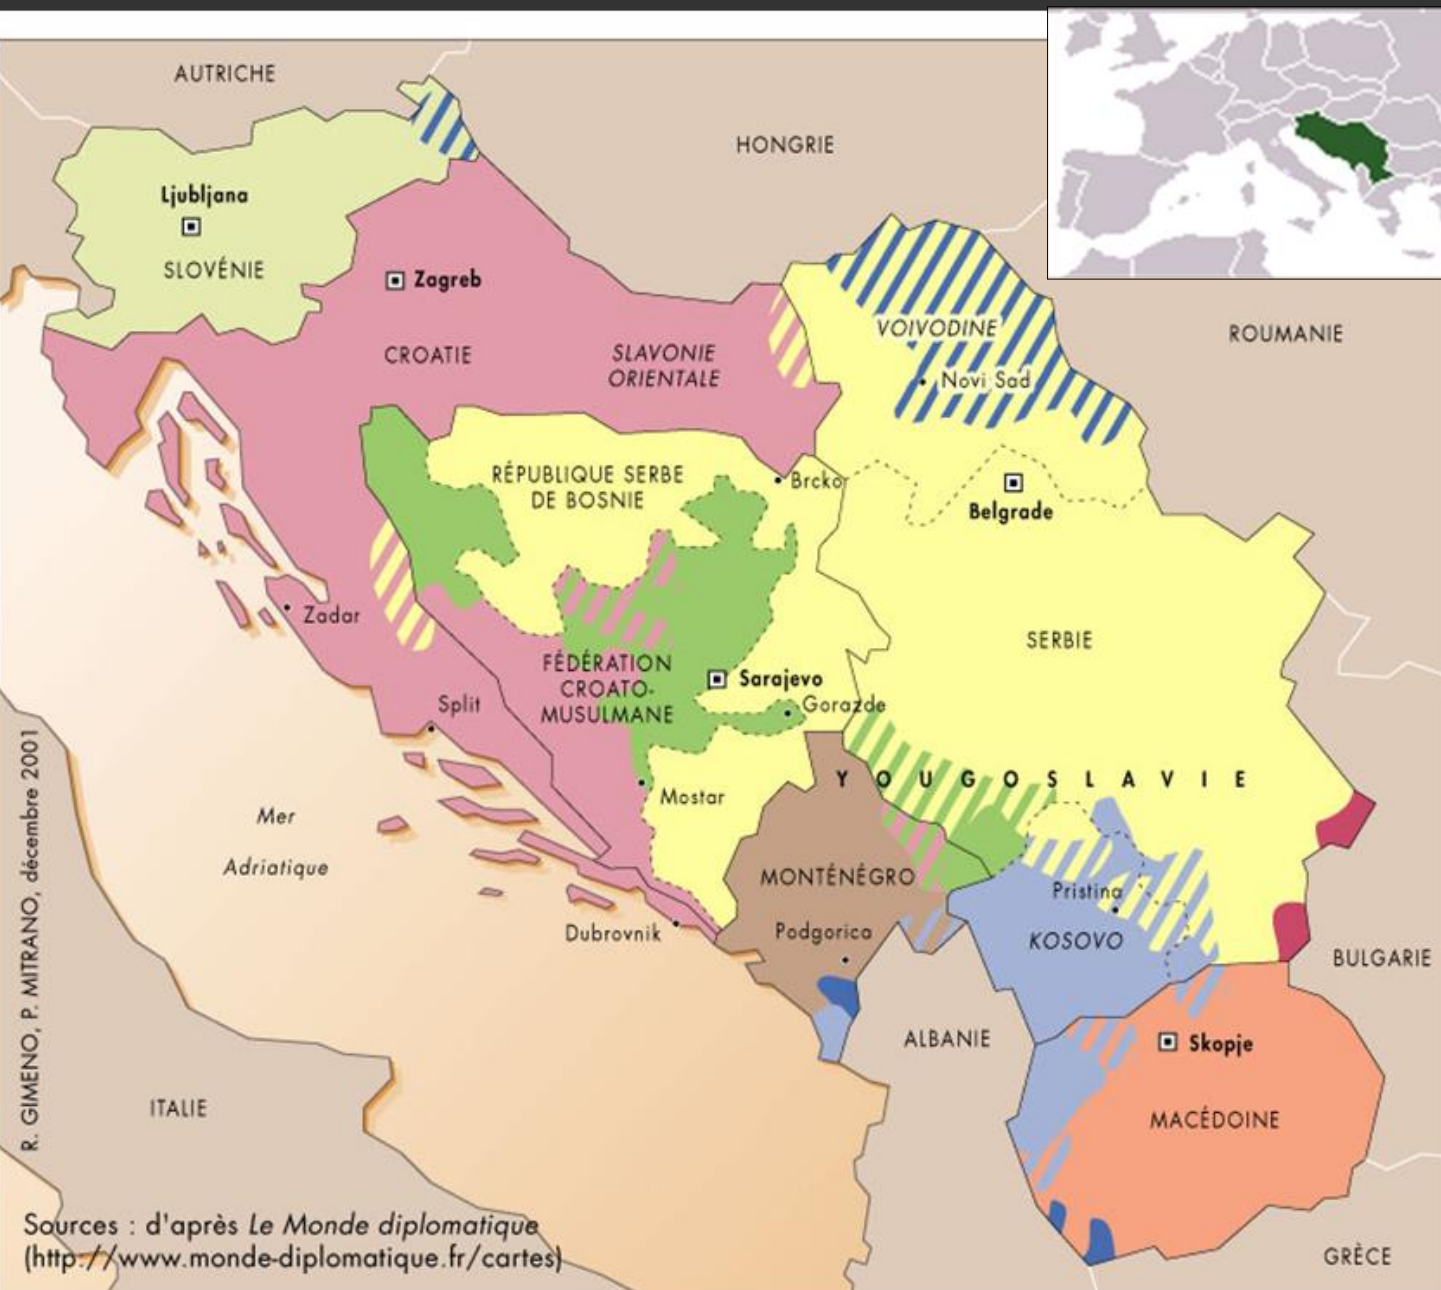 AUTRICHE
HONGRIE
Ljubljana
SLOVÉNIE
Zagreb
CROATIE
SLAVONIE
ORIENTALE
VOIVODINE
Novi Sad
ROUMANIE
RÉPUBLIQUE SERBE
DE BOSNIE
Brcko
Belgrade
Zadar
SERBIE
FÉDÉRATION
CROATO-
MUSULMANE
Sarajevo
Gorazde
Split
YOUGOSLAVIE
Mostar
Mer
Adriatique
MONTÉNÉGRO
Pristina
KOSOVO
Dubrovnik
Podgorica
BULGARIE
ALBANIE
Skopje
ITALIE
MACÉDOINE
GRÈCE
R. GIMENO, P. MITRANO, décembre 2001
Sources : d'après Le Monde diplomatique
(http://www.monde-diplomatique.fr/cartes)